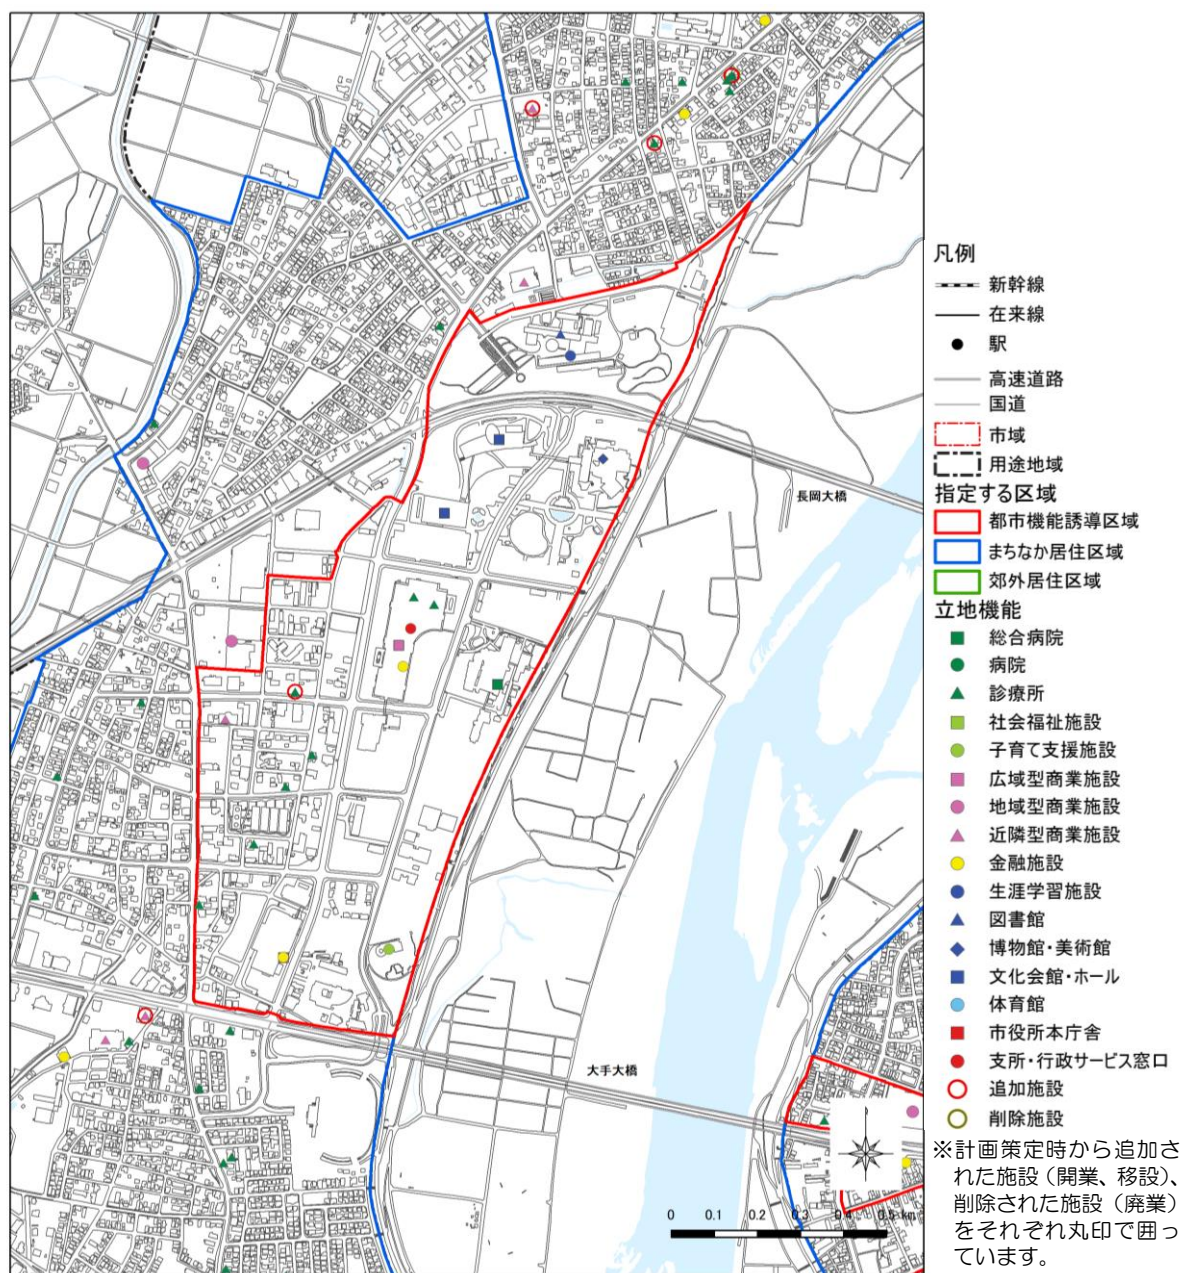 長岡大橋
大手大橋
0 0.1 0.2 0.3 0.4 0.5 km
凡例
新幹線
在来線
駅
高速道路
国道
市域
用途地域
指定する区域
都市機能誘導区域
まちなか居住区域
郊外居住区域
立地機能
総合病院
病院
診療所
社会福祉施設
子育て支援施設
広域型商業施設
地域型商業施設
近隣型商業施設
金融施設
生涯学習施設
図書館
博物館・美術館
文化会館・ホール
体育館
市役所本庁舎
支所・行政サービス窓口
追加施設
削除施設
※計画策定時から追加さ
れた施設（開業、移設）、
削除された施設（廃業）
をそれぞれ丸印で囲っ
ています。